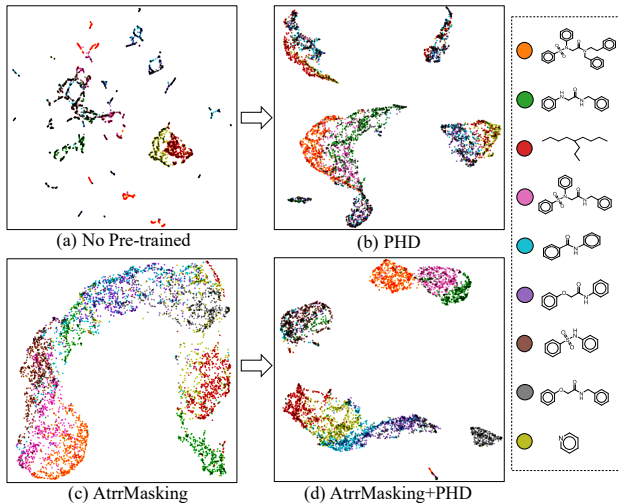 (a) No Pre-trained
(b) PHD
(c) AtrrMasking
(d) AtrrMasking+PHD